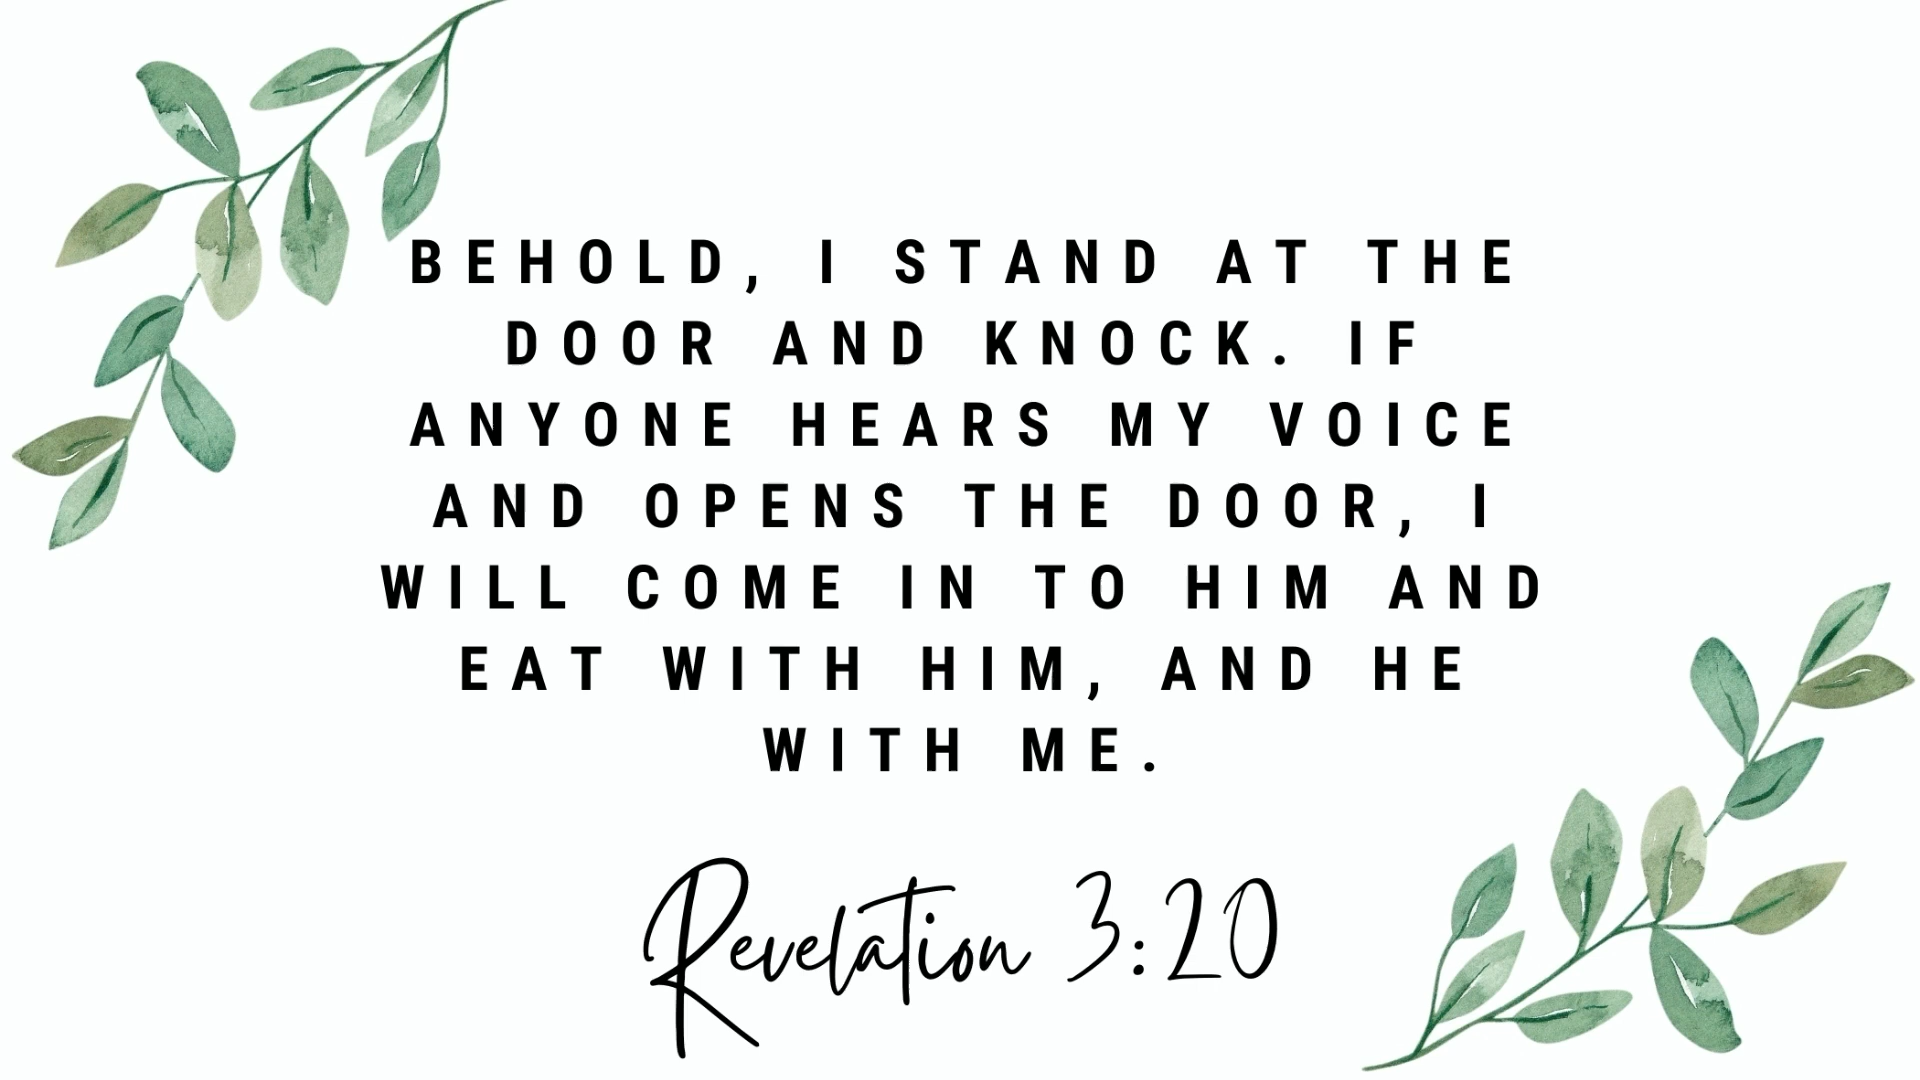 BEHOLD, I STAND AT THE
DOOR AND KNOCK. IF
ANYONE HEARS MY VOICE
AND OPENS THE DOOR, I
WILL COME IN TO HIM AND
EAT WITH HIM, AND HE
WITH ME.
Revelation 3:20